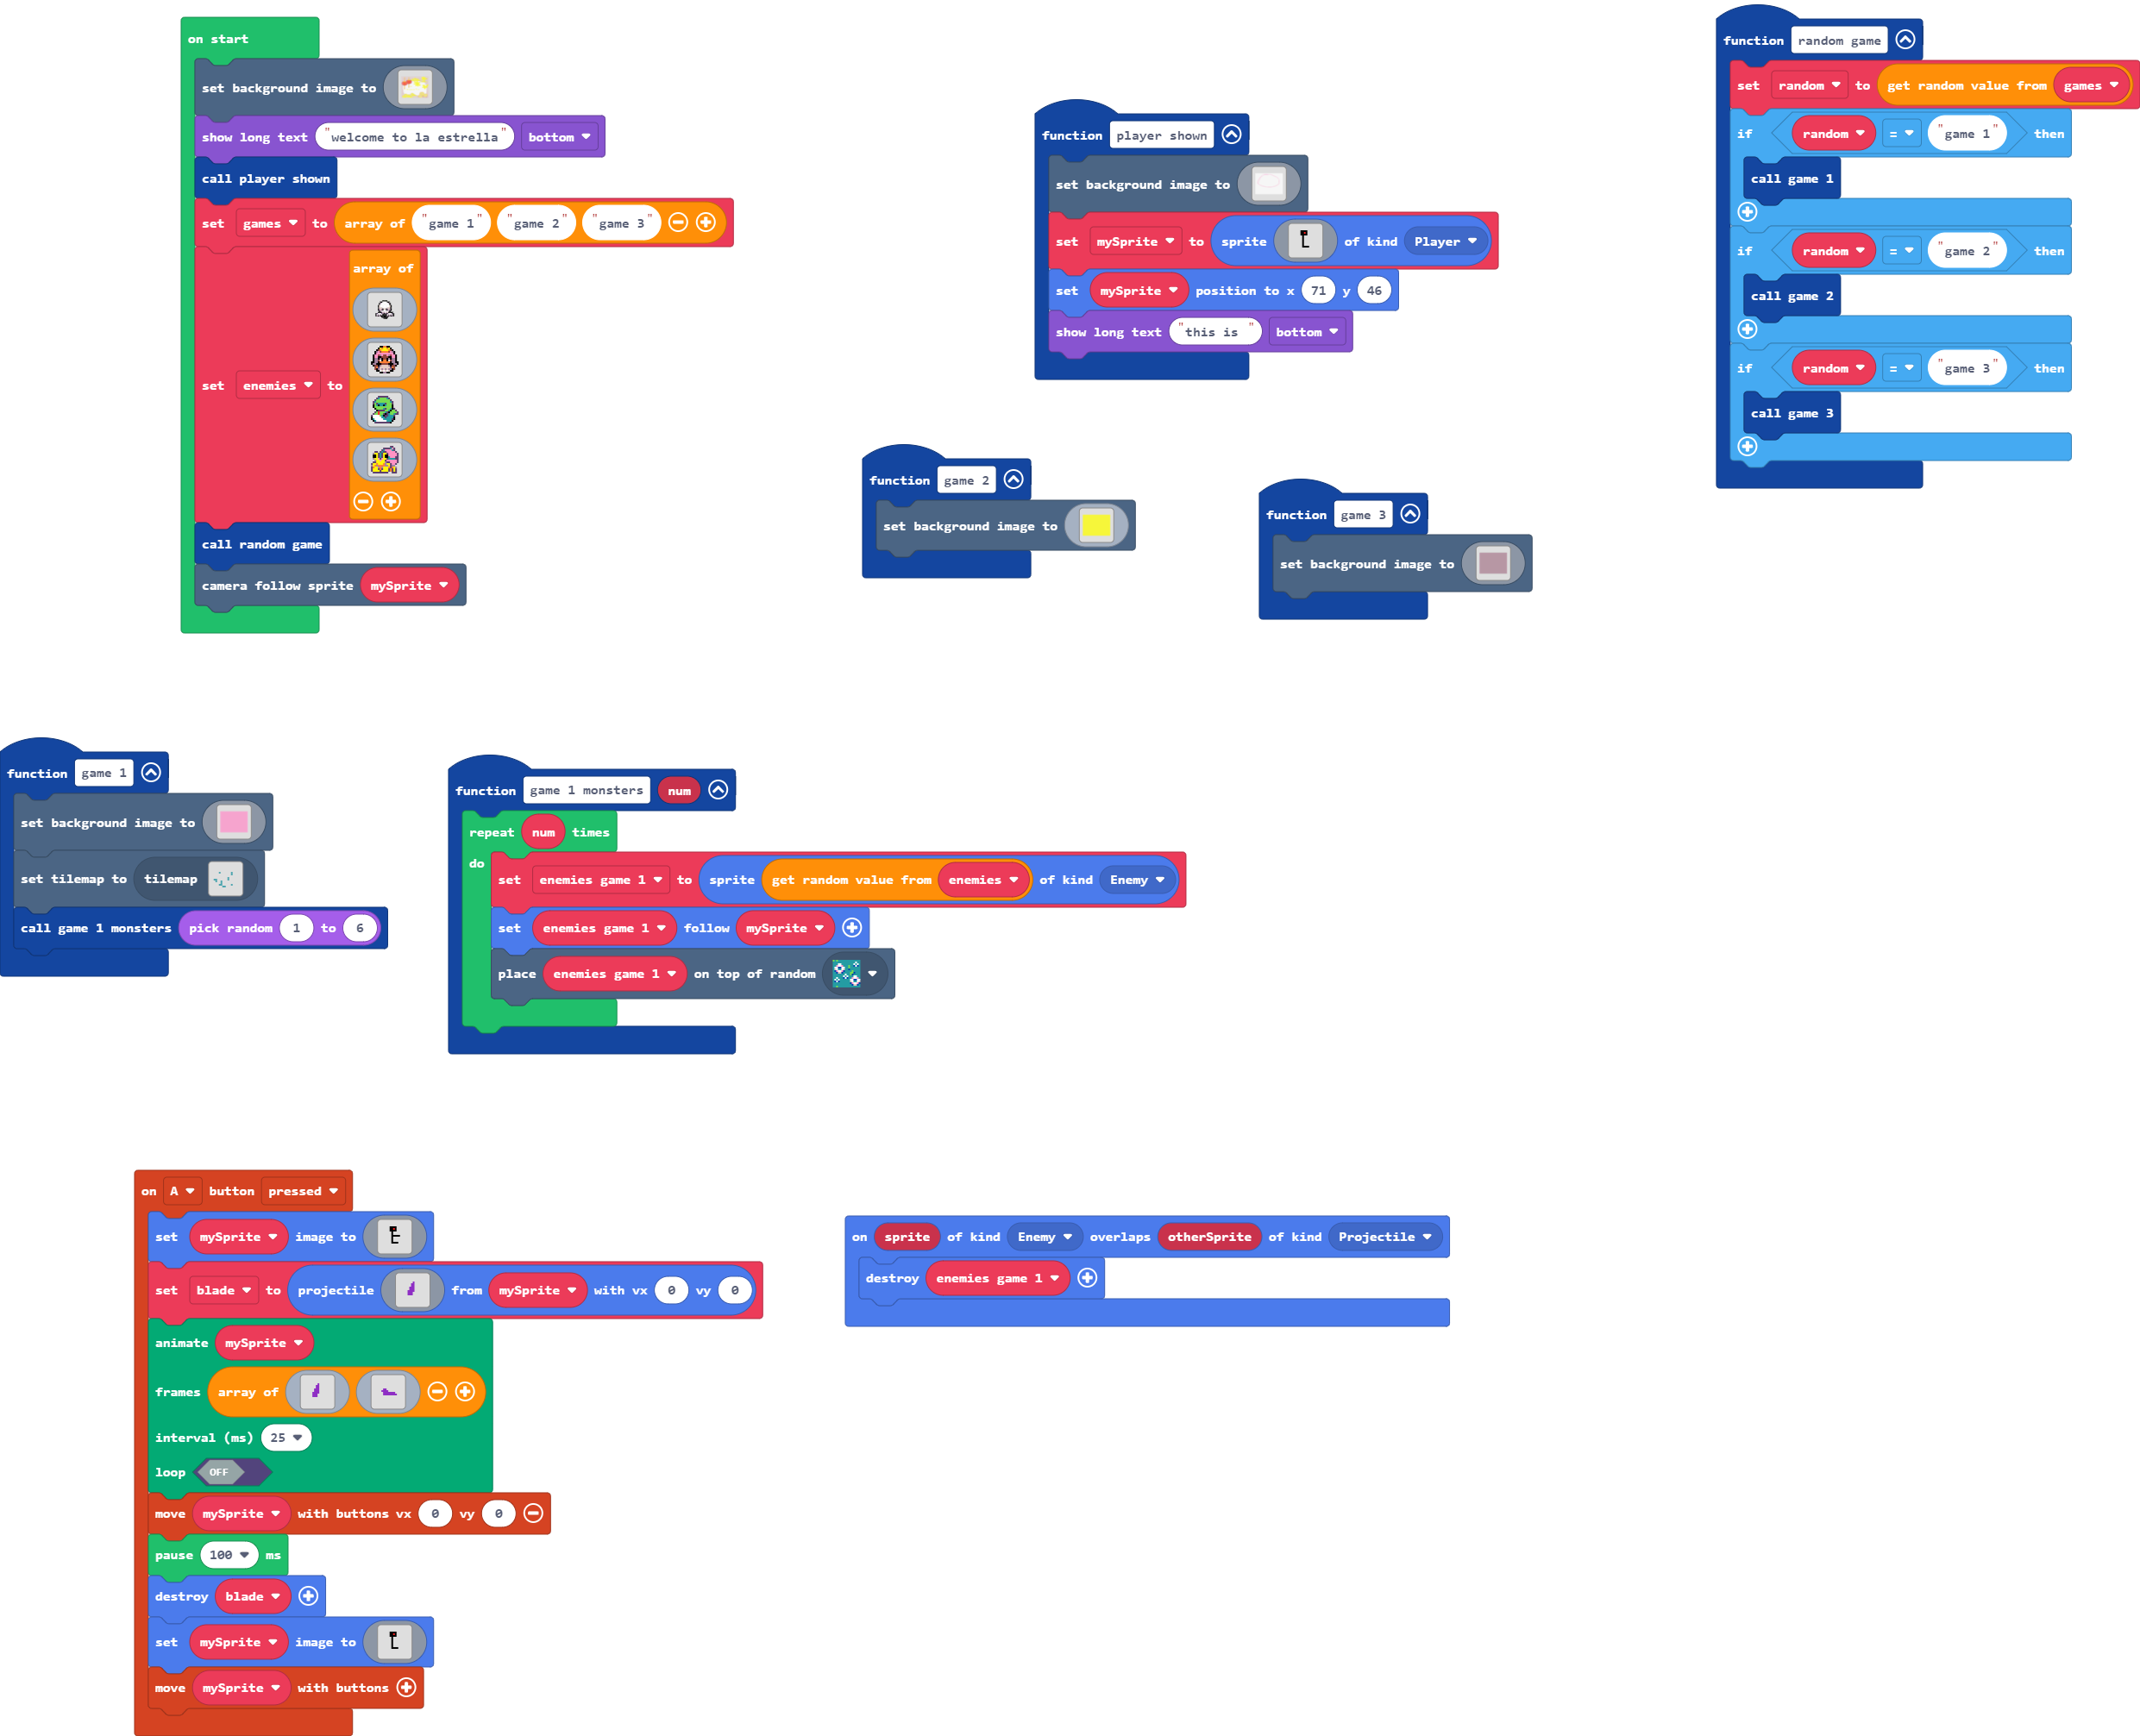 on start
set background image to
show long text "welcome to la estrella" bottom
call player shown
set games to array of "game 1" "game 2" "game 3"
set enemies to array of
call random game
camera follow sprite mySprite
function player shown
set background image to
set mySprite to sprite of kind Player
set mySprite position to x 71 y 46
show long text "this is " bottom
function random game
set random to get random value from games
if random = "game 1" then
call game 1
if random = "game 2" then
call game 2
if random = "game 3" then
call game 3
function game 2
set background image to
function game 3
set background image to
function game 1
set background image to
set tilemap to tilemap
call game 1 monsters pick random 1 to 6
function game 1 monsters num
repeat num times
do
set enemies game 1 to sprite get random value from enemies of kind Enemy
set enemies game 1 follow mySprite
place enemies game 1 on top of random
on A button pressed
set mySprite image to
set blade to projectile from mySprite with vx 0 vy 0
animate mySprite
frames array of
interval (ms) 25
loop OFF
move mySprite with buttons vx 0 vy 0
pause 100 ms
destroy blade
set mySprite image to
move mySprite with buttons
on sprite of kind Enemy overlaps otherSprite of kind Projectile
destroy enemies game 1